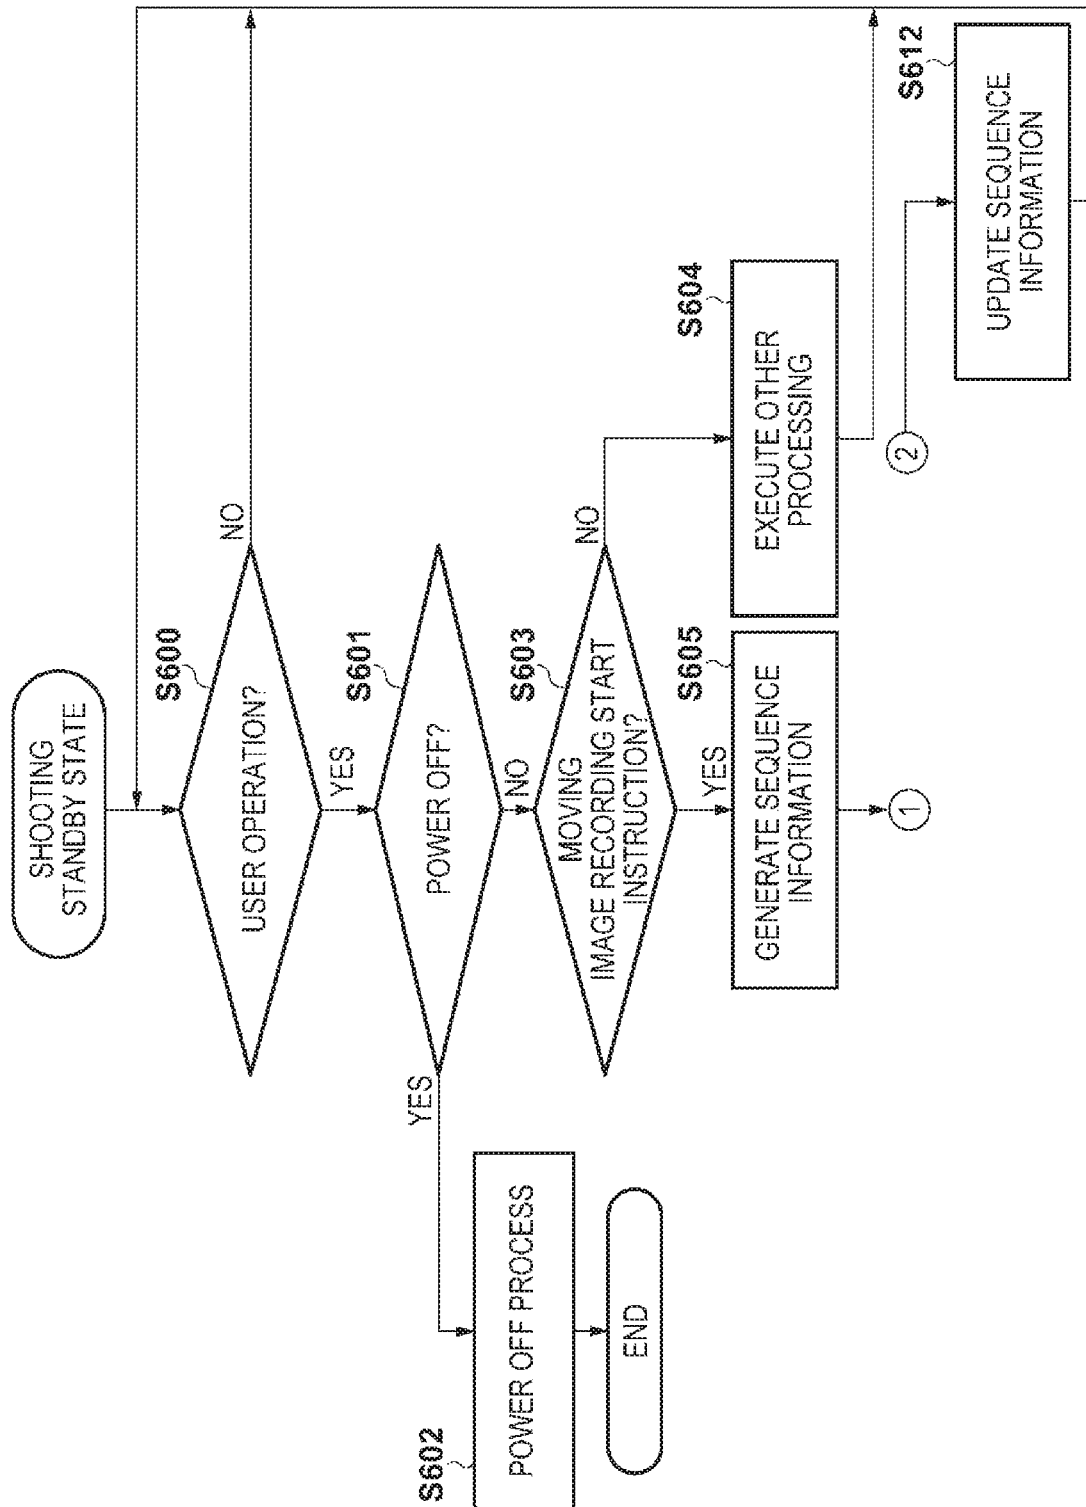 SHOOTING
STANDBY STATE
S600
USER OPERATION?
NO
YES
S601
POWER OFF?
YES
NO
S602
POWER OFF PROCESS
END
S603
MOVING
IMAGE RECORDING START
INSTRUCTION?
NO
YES
S604
EXECUTE OTHER
PROCESSING
S605
GENERATE SEQUENCE
INFORMATION
1
2
S612
UPDATE SEQUENCE
INFORMATION